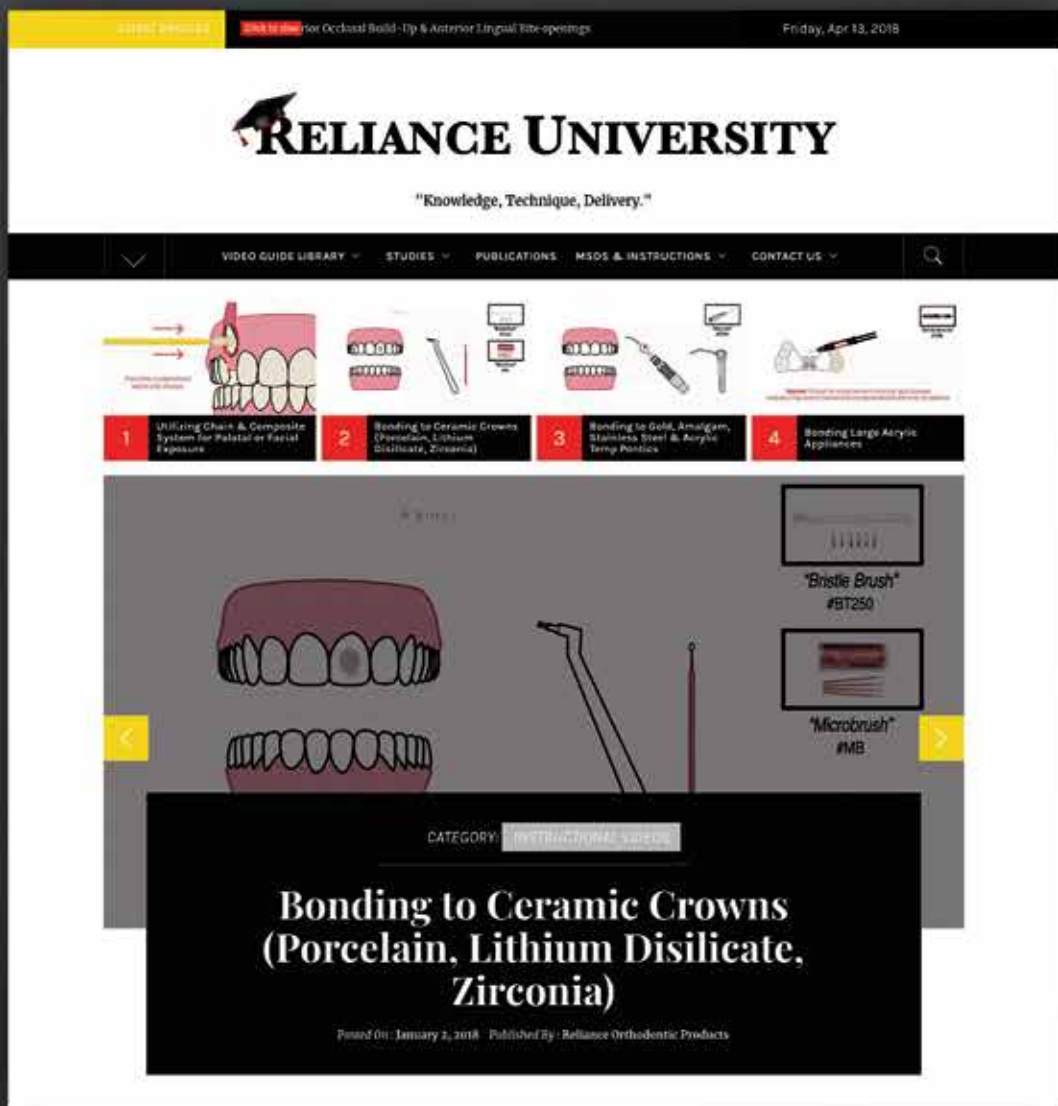 Click to view rior Occlusal Build-Up & Anterior Lingual Bite-openings
Friday, Apr 13, 2018
RELIANCE UNIVERSITY
"Knowledge, Technique, Delivery."
VIDEO GUIDE LIBRARY STUDIES PUBLICATIONS MSDS & INSTRUCTIONS CONTACT US
1
Utilizing Chain & Composite
System for Palatal or Facial
Exposure
2
Bonding to Ceramic Crowns
(Porcelain, Lithium
Disilicate, Zirconia)
3
Bonding to Gold, Amalgam,
Stainless Steel & Acrylic
Temp Pontics
4
Bonding Large Acrylic
Appliances
"Bristle Brush"
#BT250
"Microbrush"
#MB
CATEGORY: INSTRUCTIONAL VIDEOS
Bonding to Ceramic Crowns
(Porcelain, Lithium Disilicate,
Zirconia)
Posted On: January 2, 2018 Published By: Reliance Orthodontic Products